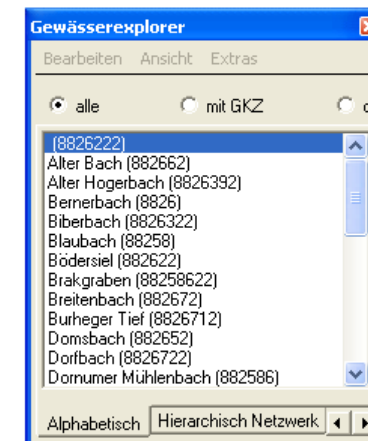 Gewässerexplorer
Bearbeiten Ansicht Extras
alle mit GKZ
(8826222)
Alter Bach (882662)
Alter Hogerbach (8826392)
Bernerbach (8826)
Biberbach (8826322)
Blaubach (88258)
Bödersiel (882622)
Brakgraben (88258622)
Breitenbach (882672)
Burheger Tief (8826712)
Domsbach (882652)
Dorfbach (8826722)
Dornumer Mühlenbach (882586)
Alphabetisch Hierarchisch Netzwerk